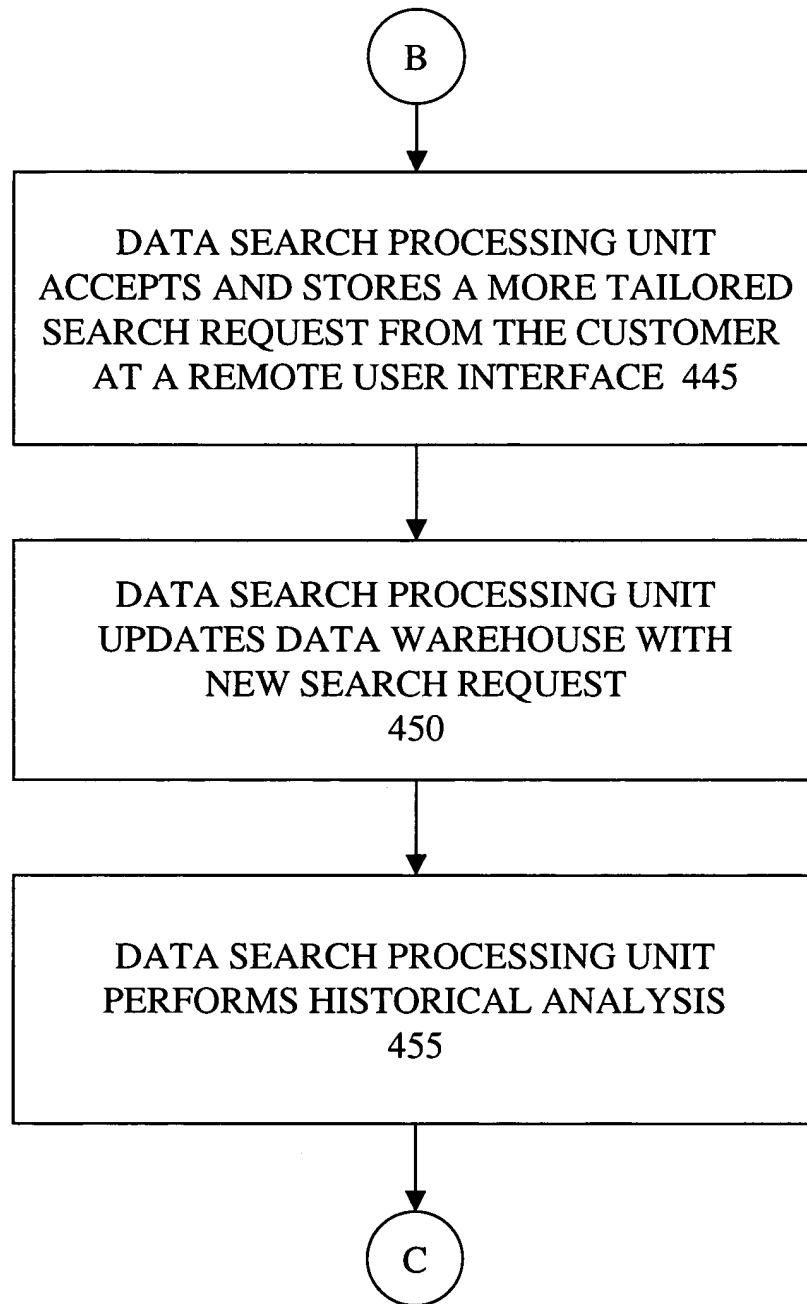 B
DATA SEARCH PROCESSING UNIT
ACCEPTS AND STORES A MORE TAILORED
SEARCH REQUEST FROM THE CUSTOMER
AT A REMOTE USER INTERFACE 445
DATA SEARCH PROCESSING UNIT
UPDATES DATA WAREHOUSE WITH
NEW SEARCH REQUEST
450
DATA SEARCH PROCESSING UNIT
PERFORMS HISTORICAL ANALYSIS
455
C